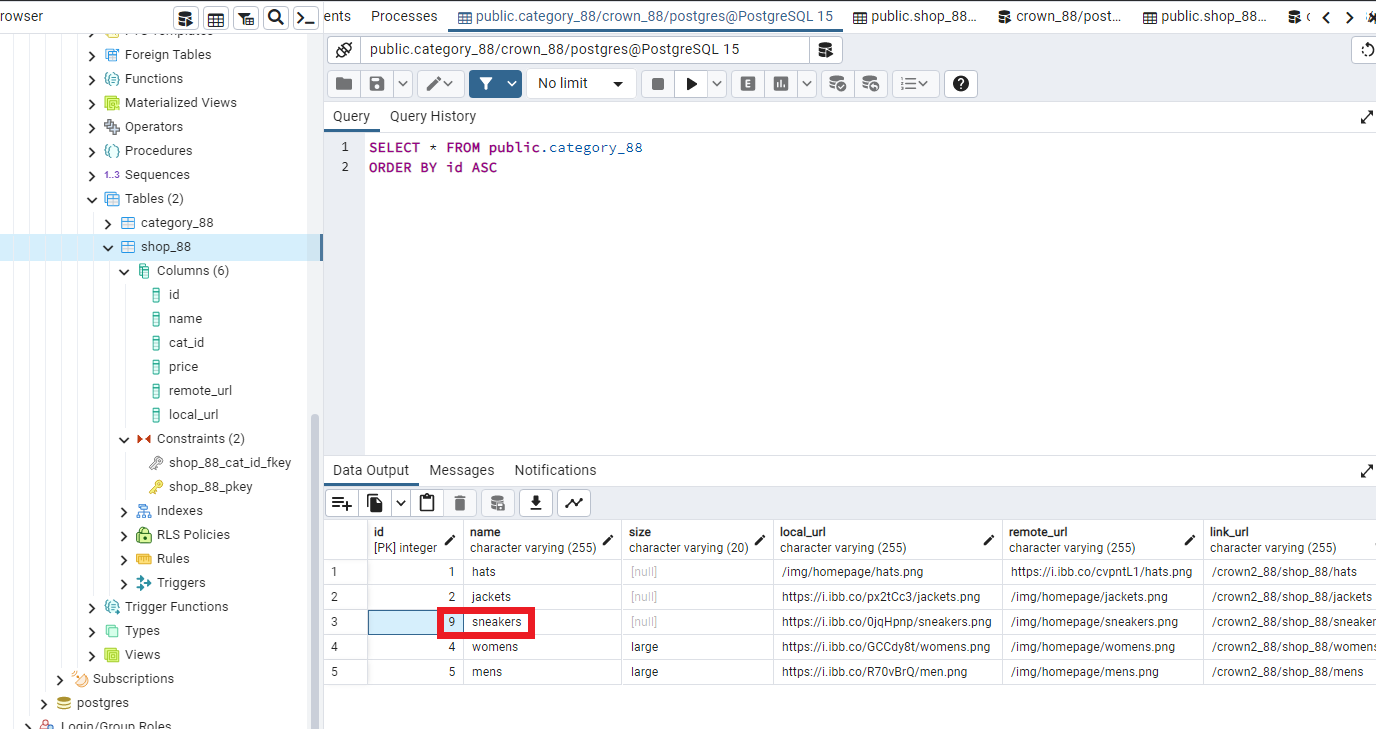 rowser
ents
Processes
public.category_88/crown_88/postgres@PostgreSQL 15
public.shop_88...
crown_88/post...
public.shop_88...
Foreign Tables
Functions
Materialized Views
Operators
Procedures
1..3 Sequences
Tables (2)
category_88
shop_88
Columns (6)
id
name
cat_id
price
remote_url
local_url
Constraints (2)
shop_88_cat_id_fkey
shop_88_pkey
Indexes
RLS Policies
Rules
Triggers
Trigger Functions
Types
Views
Subscriptions
postgres
Login/Group Roles
public.category_88/crown_88/postgres@PostgreSQL 15
No limit
E
Query
Query History
1 SELECT * FROM public.category_88
2 ORDER BY id ASC
Data Output
Messages
Notifications
id name size local_url remote_url link_url
[PK] integer character varying (255) character varying (20) character varying (255) character varying (255) character varying (255)
1 1 hats [null] /img/homepage/hats.png https://i.ibb.co/cvpntL1/hats.png /crown2_88/shop_88/hats
2 2 jackets [null] https://i.ibb.co/px2tCc3/jackets.png /img/homepage/jackets.png /crown2_88/shop_88/jackets
3 9 sneakers [null] https://i.ibb.co/0jqHpnp/sneakers.png /img/homepage/sneakers.png /crown2_88/shop_88/sneaker
4 4 womens large https://i.ibb.co/GCCdy8t/womens.png /img/homepage/womens.png /crown2_88/shop_88/womens
5 5 mens large https://i.ibb.co/R70vBrQ/men.png /img/homepage/mens.png /crown2_88/shop_88/mens